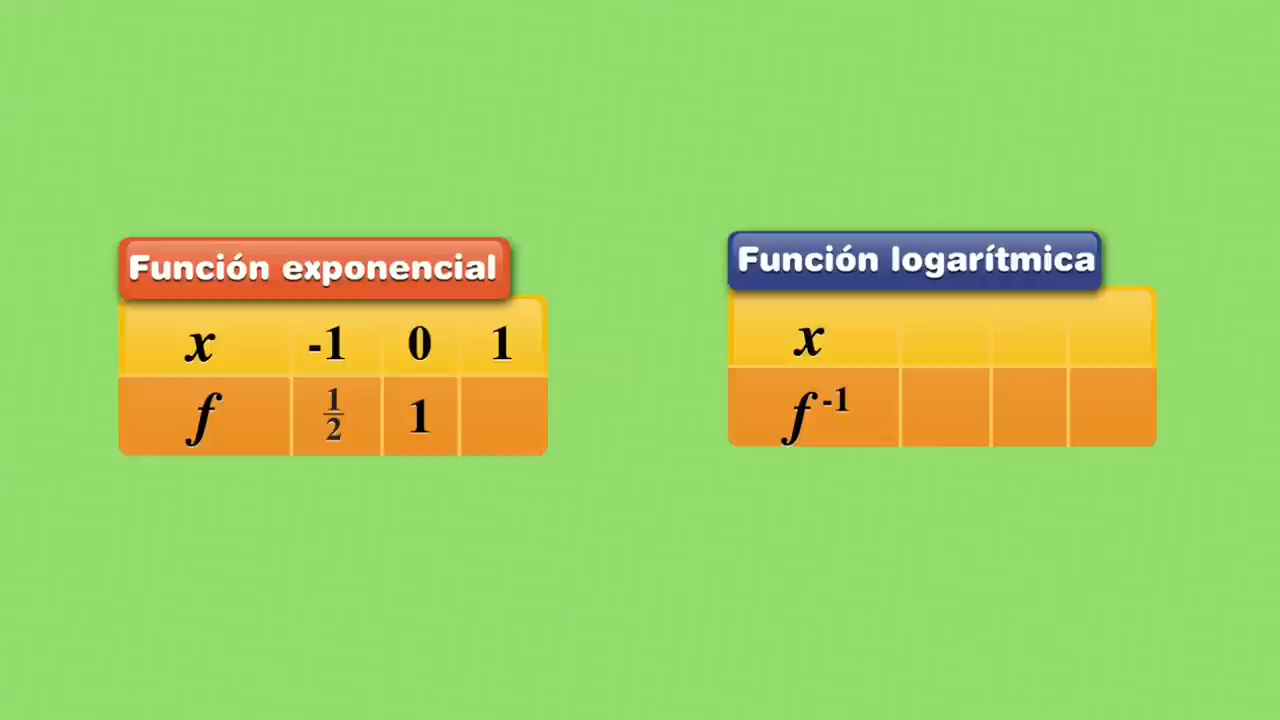 Función exponencial
x -1 0 1
f 1/2 1
Función logarítmica
x
f⁻¹